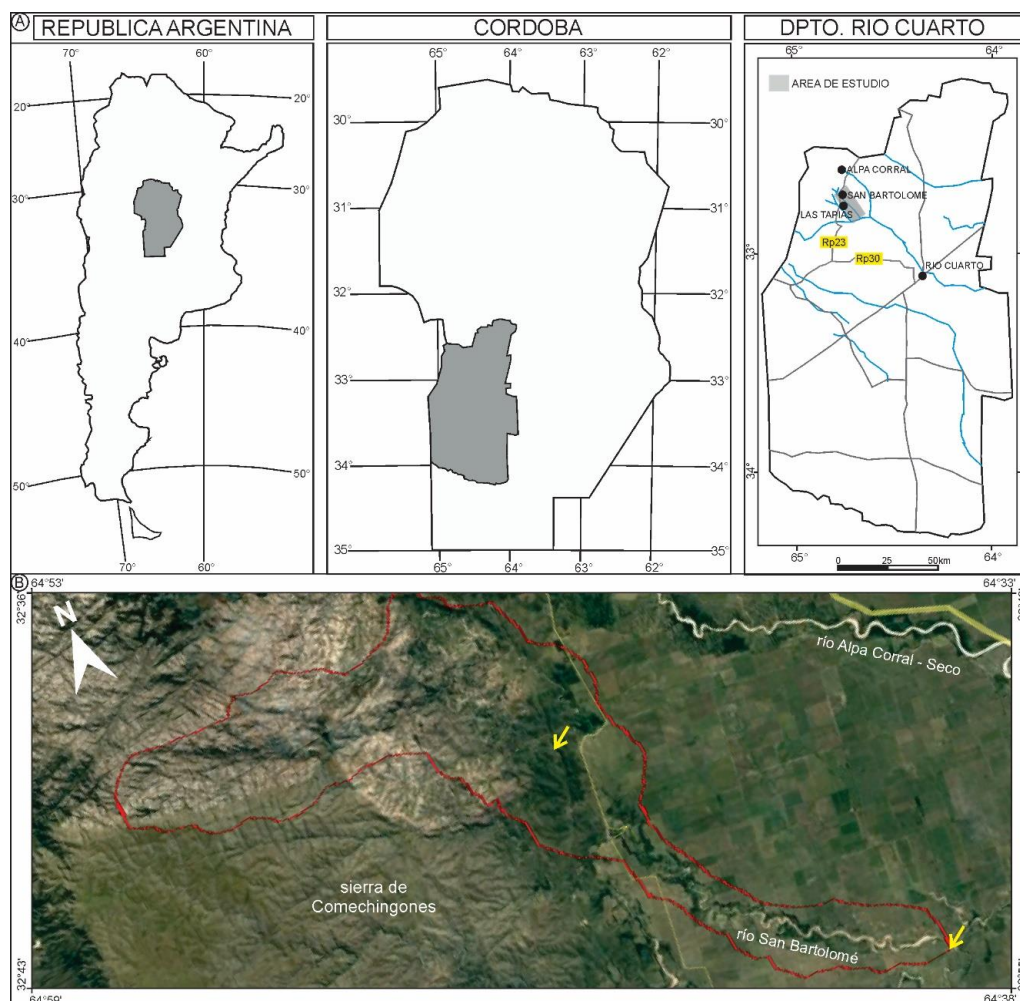 A
REPUBLICA ARGENTINA
70°
60°
20°
20°
30°
30°
40°
40°
50°
50°
70°
60°
CORDOBA
65°
64°
63°
62°
30°
30°
31°
31°
32°
32°
33°
33°
34°
34°
35°
35°
65°
64°
63°
62°
DPTO. RIO CUARTO
65°
64°
AREA DE ESTUDIO
ALPA CORRAL
SAN BARTOLOME
LAS TAPIAS
Rp23
Rp30
RIO CUARTO
33°
34°
65°
64°
0
25
50km
B
64°53'
64°33'
32°36'
N
río Alpa Corral - Seco
sierra de
Comechingones
río San Bartolomé
32°43'
64°59'
64°38'